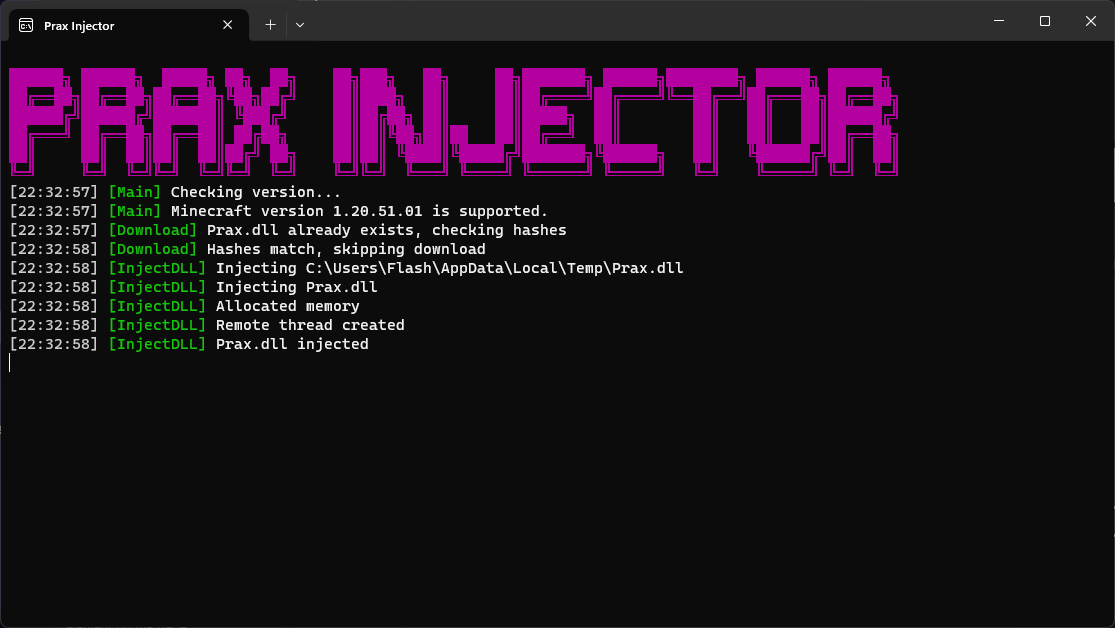 Prax Injector
PRAX INJECTOR
[22:32:57] [Main] Checking version...
[22:32:57] [Main] Minecraft version 1.20.51.01 is supported.
[22:32:57] [Download] Prax.dll already exists, checking hashes
[22:32:58] [Download] Hashes match, skipping download
[22:32:58] [InjectDLL] Injecting C:\Users\Flash\AppData\Local\Temp\Prax.dll
[22:32:58] [InjectDLL] Injecting Prax.dll
[22:32:58] [InjectDLL] Allocated memory
[22:32:58] [InjectDLL] Remote thread created
[22:32:58] [InjectDLL] Prax.dll injected